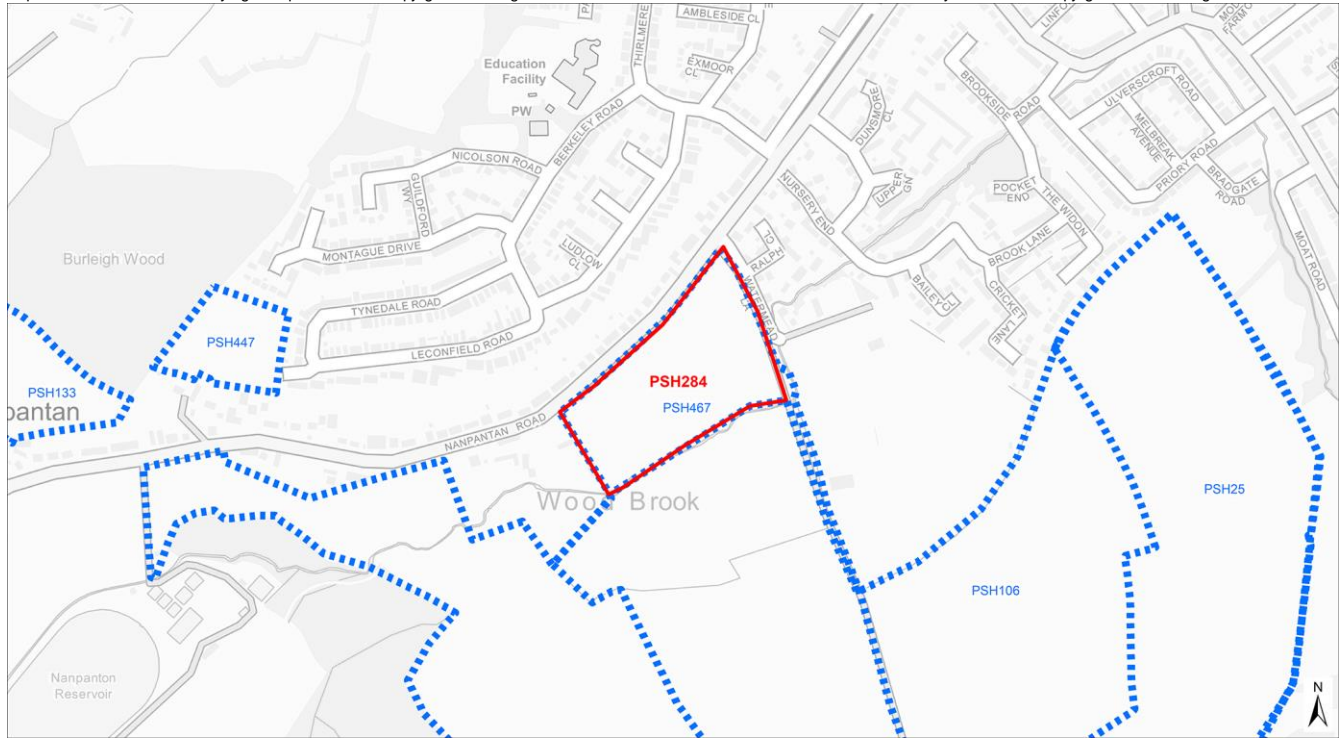 AMBLESIDE CL
THIRLMERE
EXMOOR
CL
Education
Facility
PW
BERKELEY ROAD
NICOLSON ROAD
GUILDFORD
WY
MONTAGUE DRIVE
LUDLOW
CL
TYNEDALE ROAD
LECONFIELD ROAD
Burleigh Wood
PSH447
PSH133
pantan
NANPANTAN ROAD
PSH284
PSH467
Wood Brook
DUNSMORE
CL
UPPER
GN
NURSERY END
RALPH CL
WATERMEAD
BAILEY CL
CRICKET LANE
BROOK LANE
THE WIDON
POCKET
END
BROOKSIDE ROAD
ULVERSCROFT
ROAD
MELBREAK
AVENUE
BRADGATE
ROAD
PRIORY ROAD
MOAT ROAD
PSH25
PSH106
Nanpanton
Reservoir
N